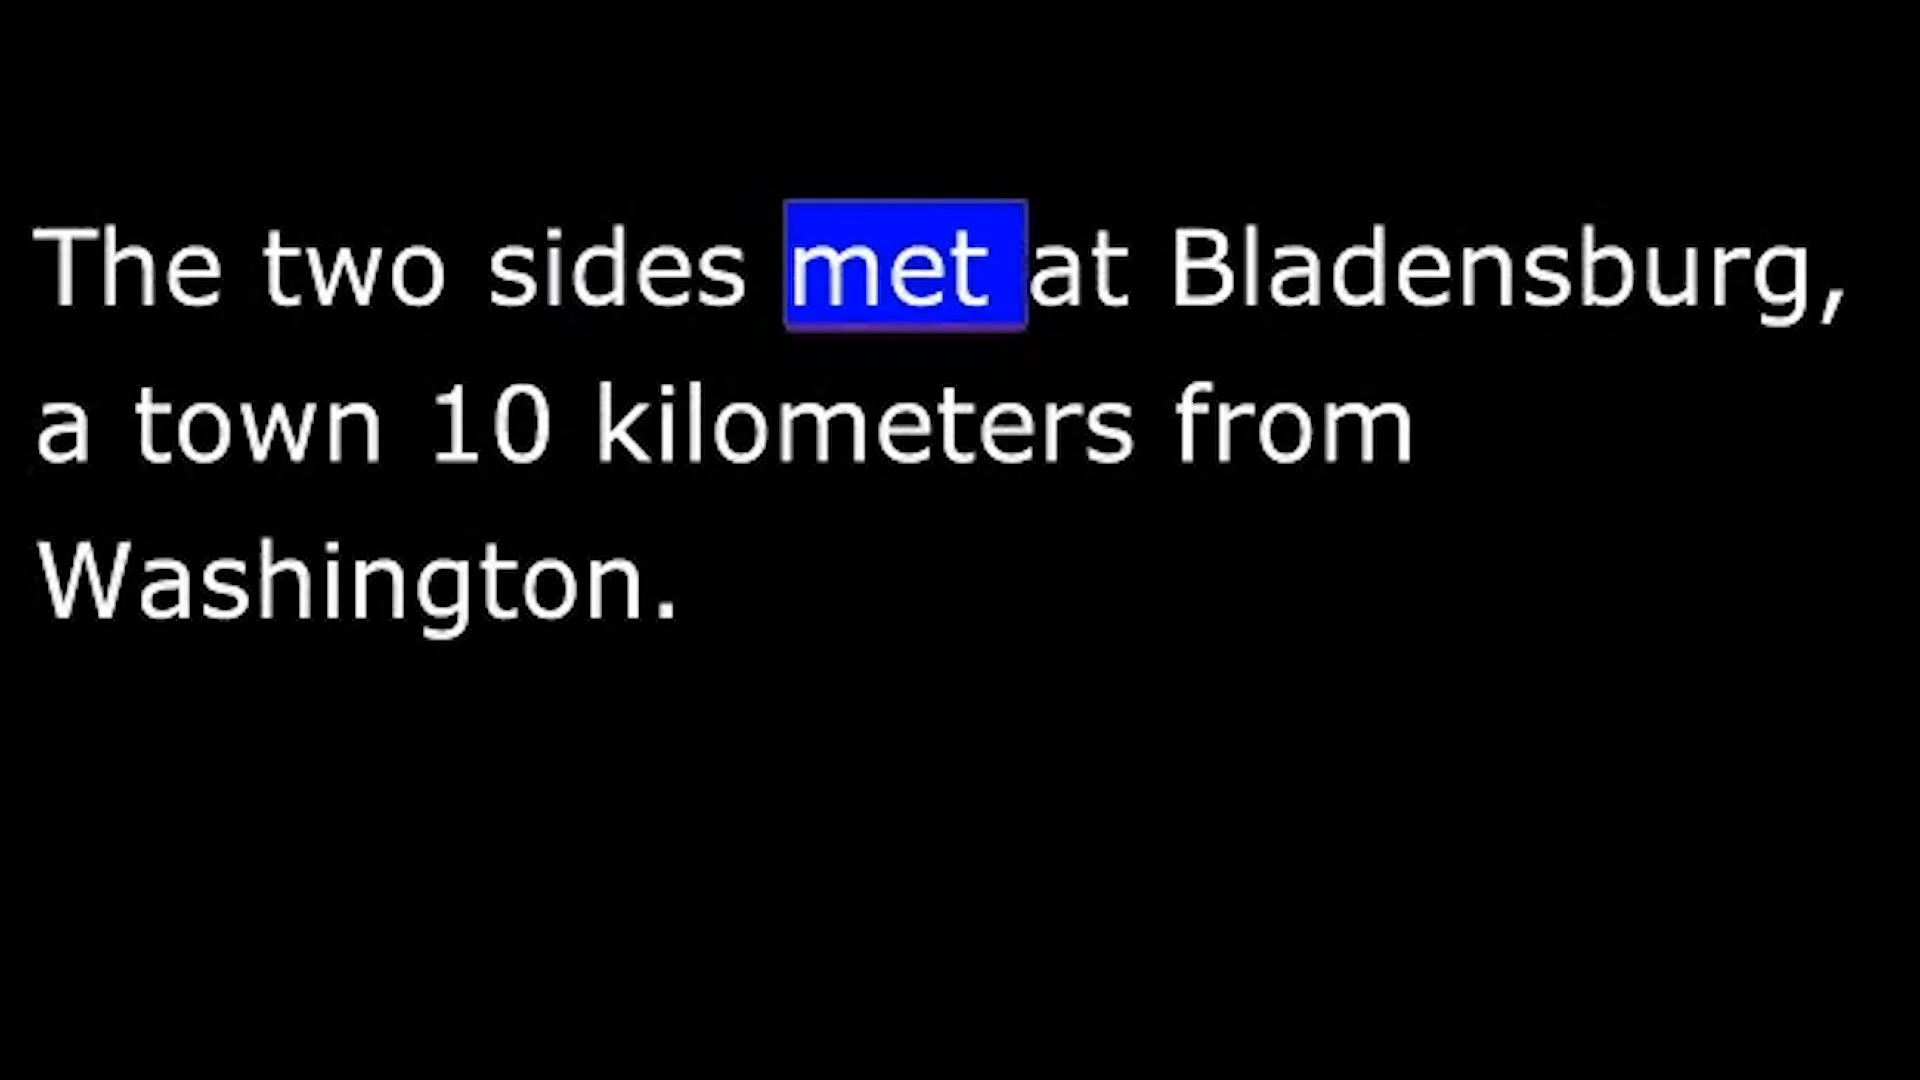 The two sides met at Bladensburg,
a town 10 kilometers from
Washington.